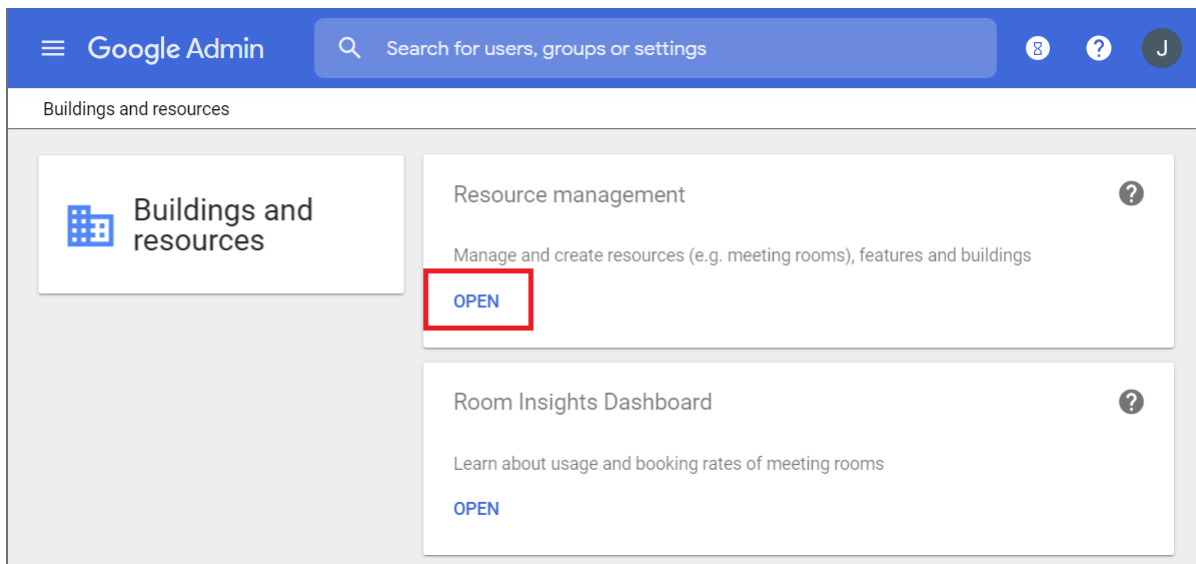 Google Admin
Search for users, groups or settings
?
J
Buildings and resources
Buildings and
resources
Resource management
?
Manage and create resources (e.g. meeting rooms), features and buildings
OPEN
Room Insights Dashboard
?
Learn about usage and booking rates of meeting rooms
OPEN